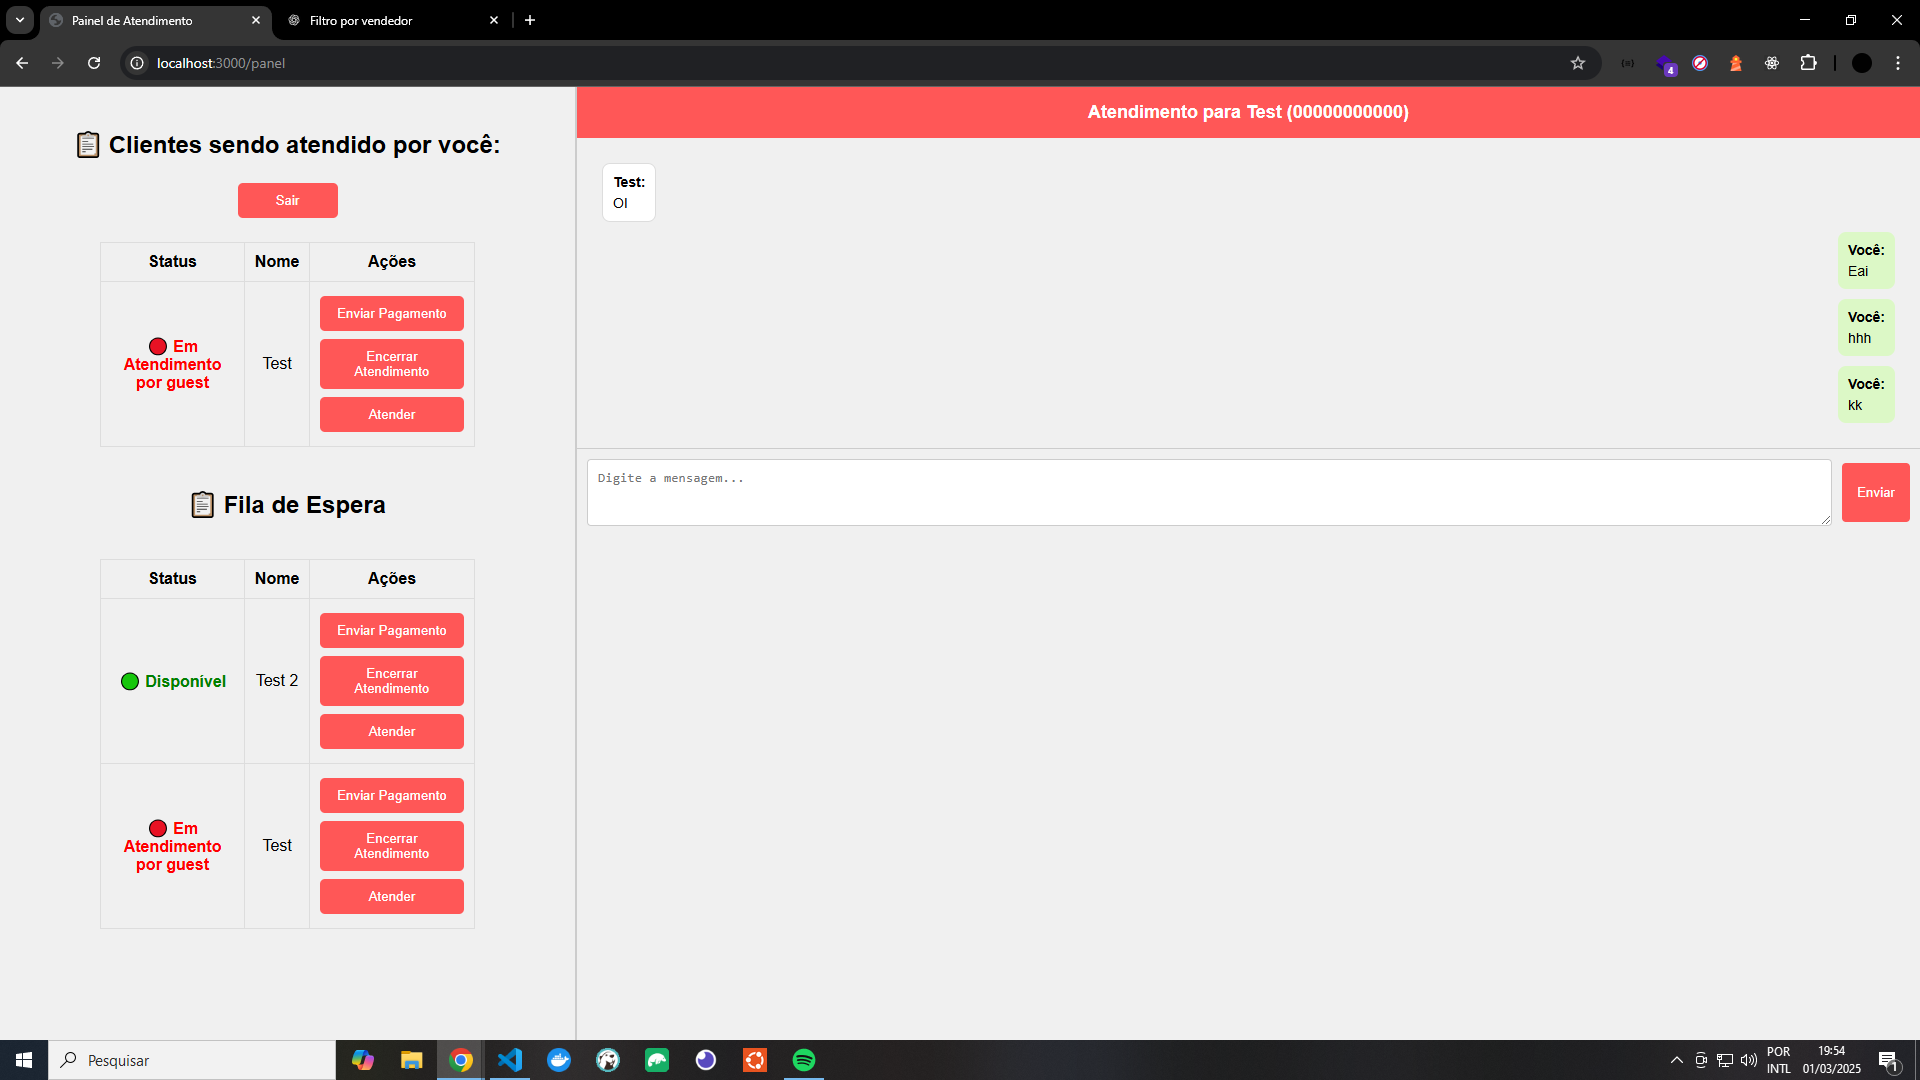 Painel de Atendimento
Filtro por vendedor
localhost:3000/panel
4
📋 Clientes sendo atendido por você:
Sair
Status Nome Ações
🔴 Em
Atendimento
por guest
Test
Enviar Pagamento
Encerrar
Atendimento
Atender
📋 Fila de Espera
Status Nome Ações
🟢 Disponível
Test 2
Enviar Pagamento
Encerrar
Atendimento
Atender
🔴 Em
Atendimento
por guest
Test
Enviar Pagamento
Encerrar
Atendimento
Atender
Atendimento para Test (00000000000)
Test:
OI
Você:
Eai
Você:
hhh
Você:
kk
Digite a mensagem...
Enviar
Pesquisar
POR
INTL
19:54
01/03/2025
1